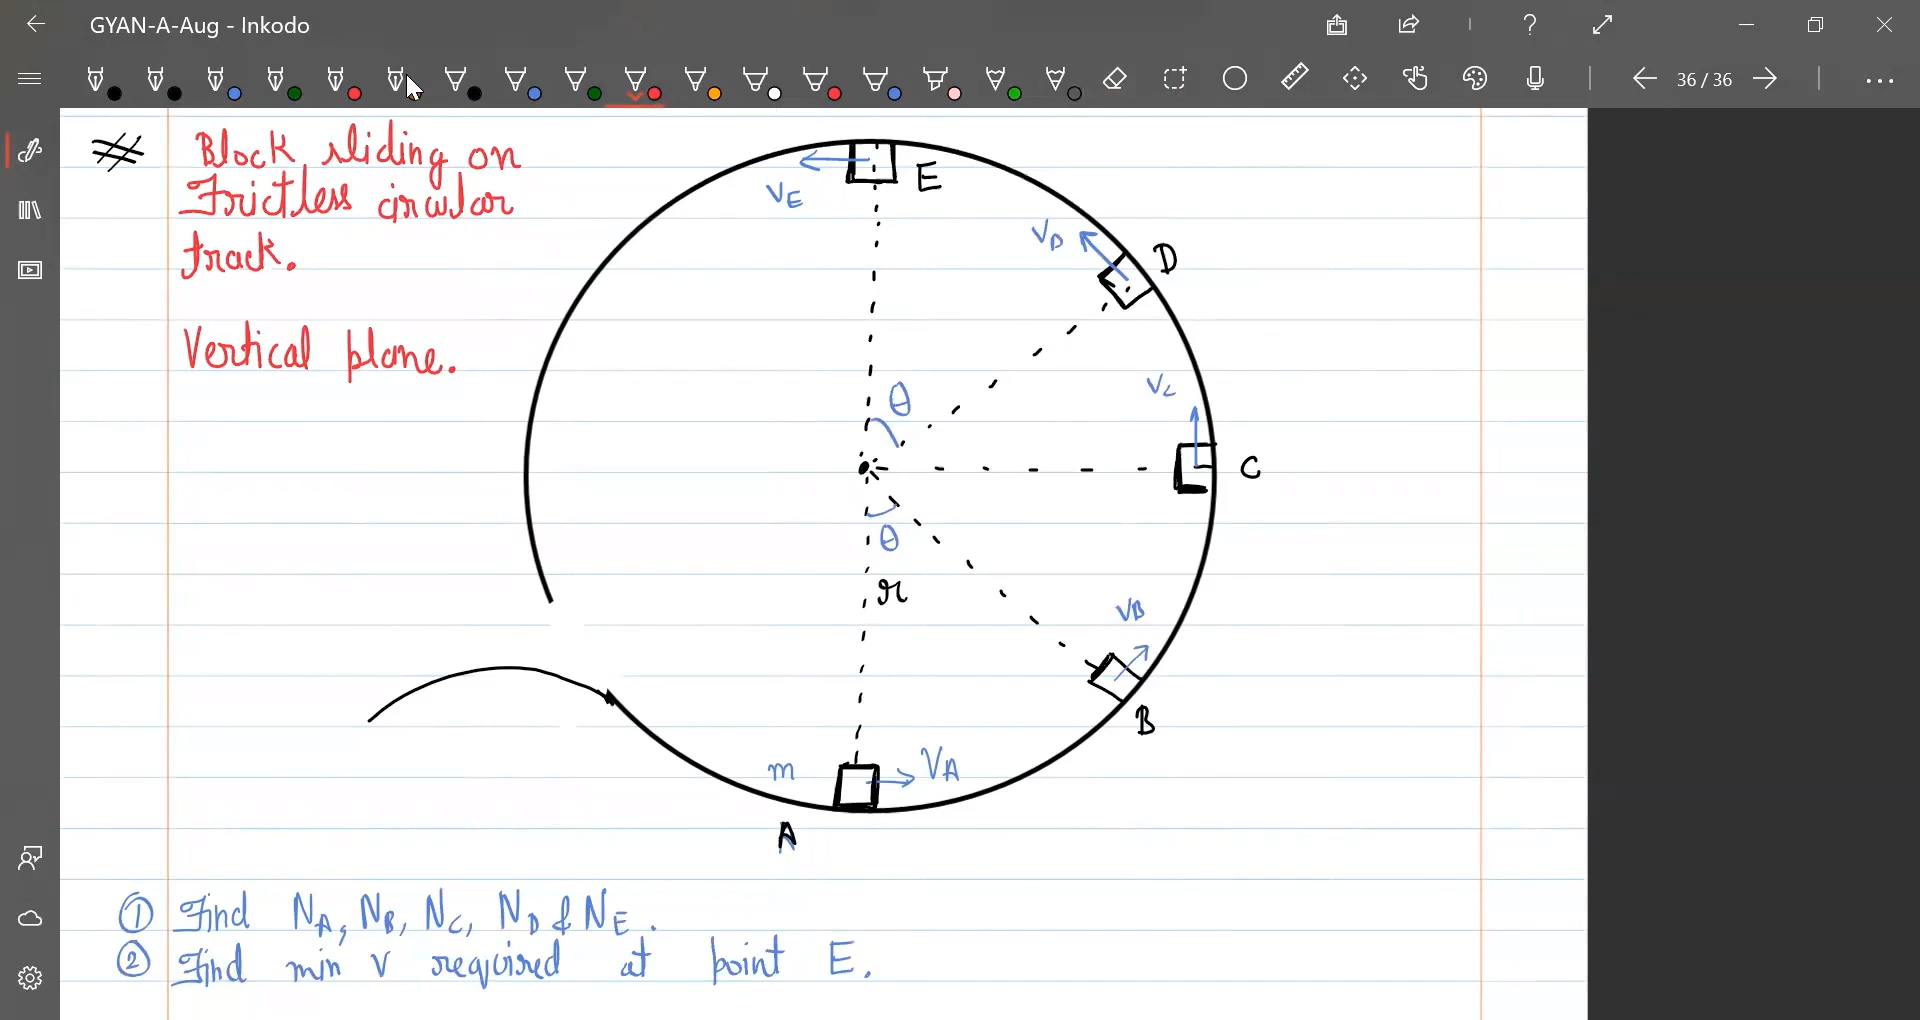 GYAN-A-Aug - Inkodo
36 / 36
Block sliding on
Frictless circular
track.
Vertical plane.
E
VE
VD
D
θ
VC
C
θ
r
VB
B
m
VA
A
① Find NA, NB, NC, ND & NE.
② Find min v required at point E.